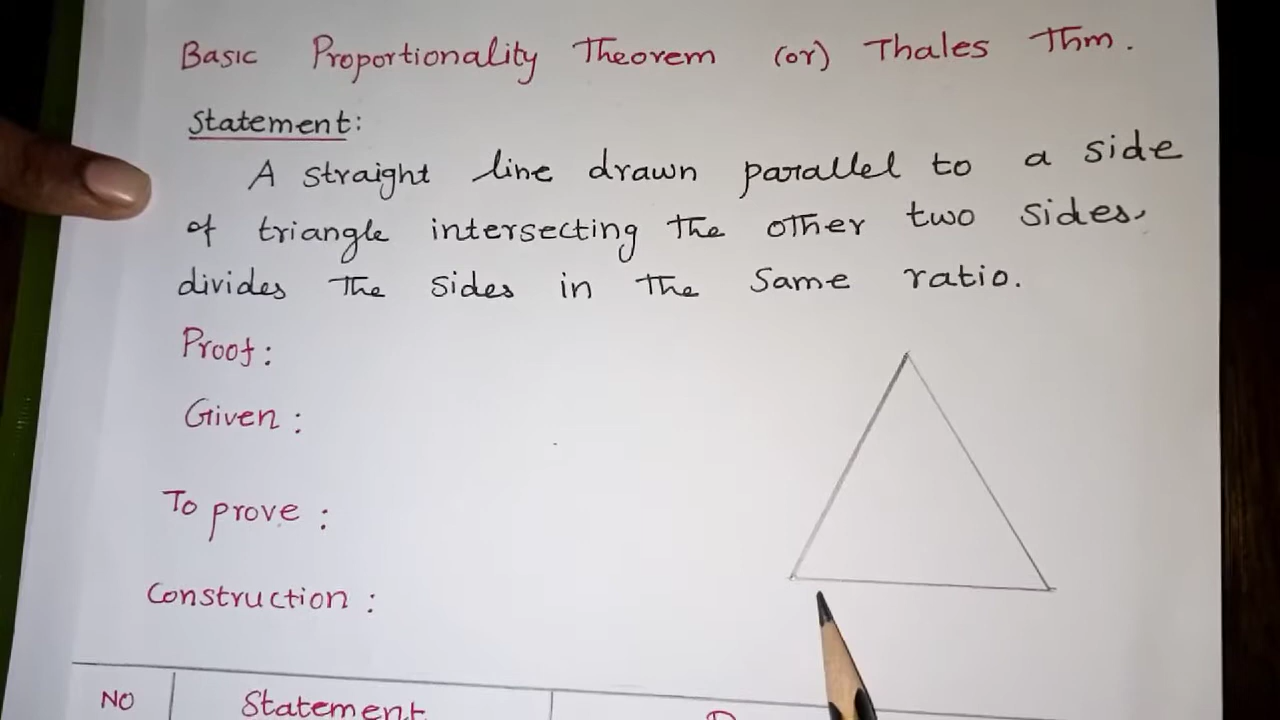 Basic Proportionality Theorem (or) Thales Thm.
Statement:
A straight line drawn parallel to a side
of triangle intersecting the other two sides,
divides the sides in the same ratio.
Proof:
Given:
To prove:
Construction:
NO Statement